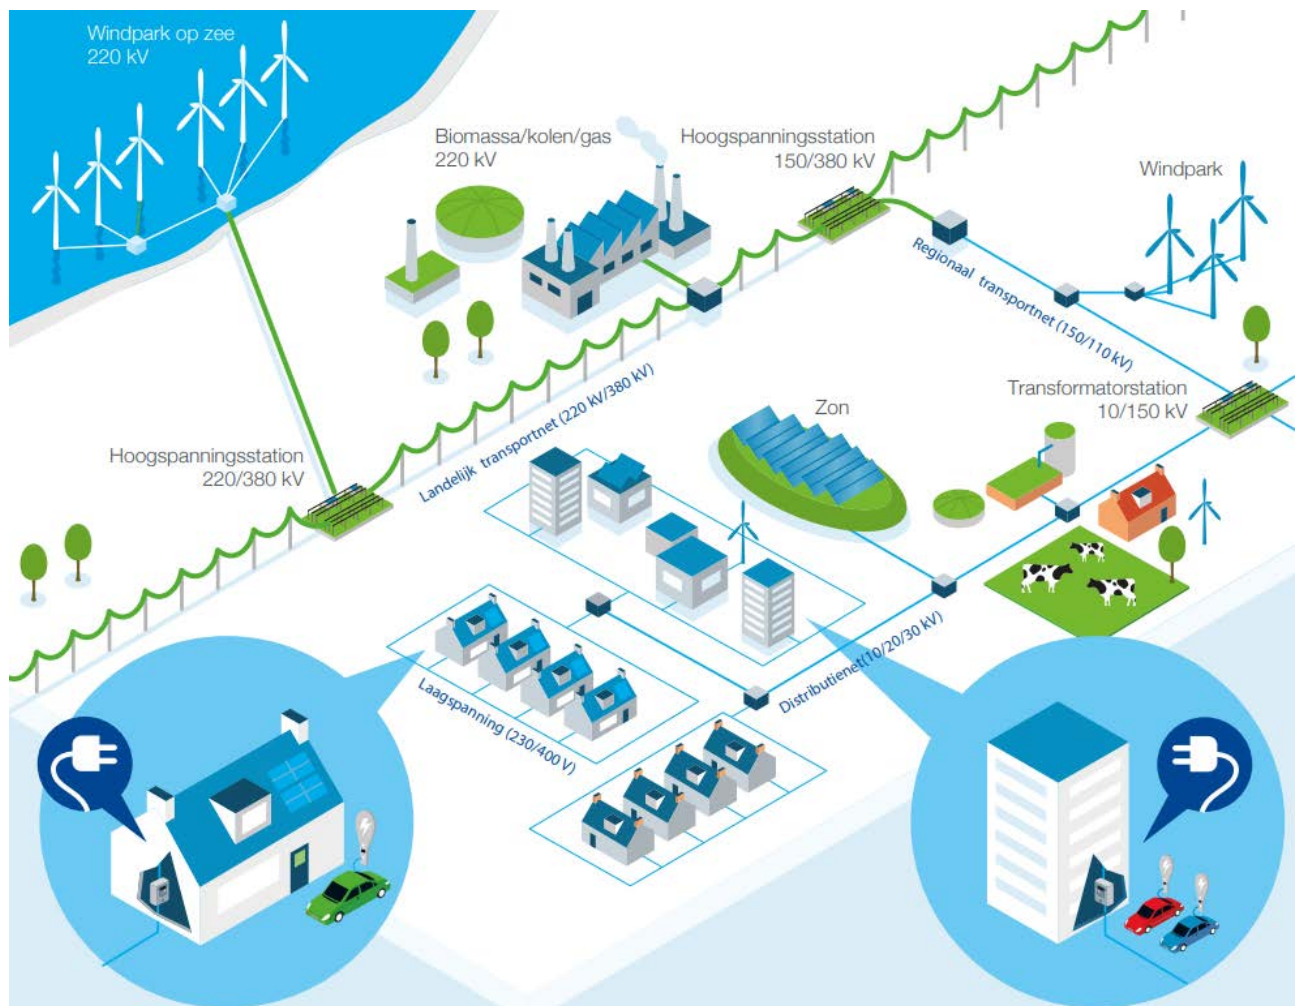 Windpark op zee
220 kV
Biomassa/kolen/gas
220 kV
Hoogspanningsstation
150/380 kV
Windpark
Regionaal transportnet (150/110 kV)
Transformatorstation
10/150 kV
Zon
Landelijk transportnet (220 kV/380 kV)
Hoogspanningsstation
220/380 kV
Distributienet(10/20/30 kV)
Laagspanning (230/400 V)